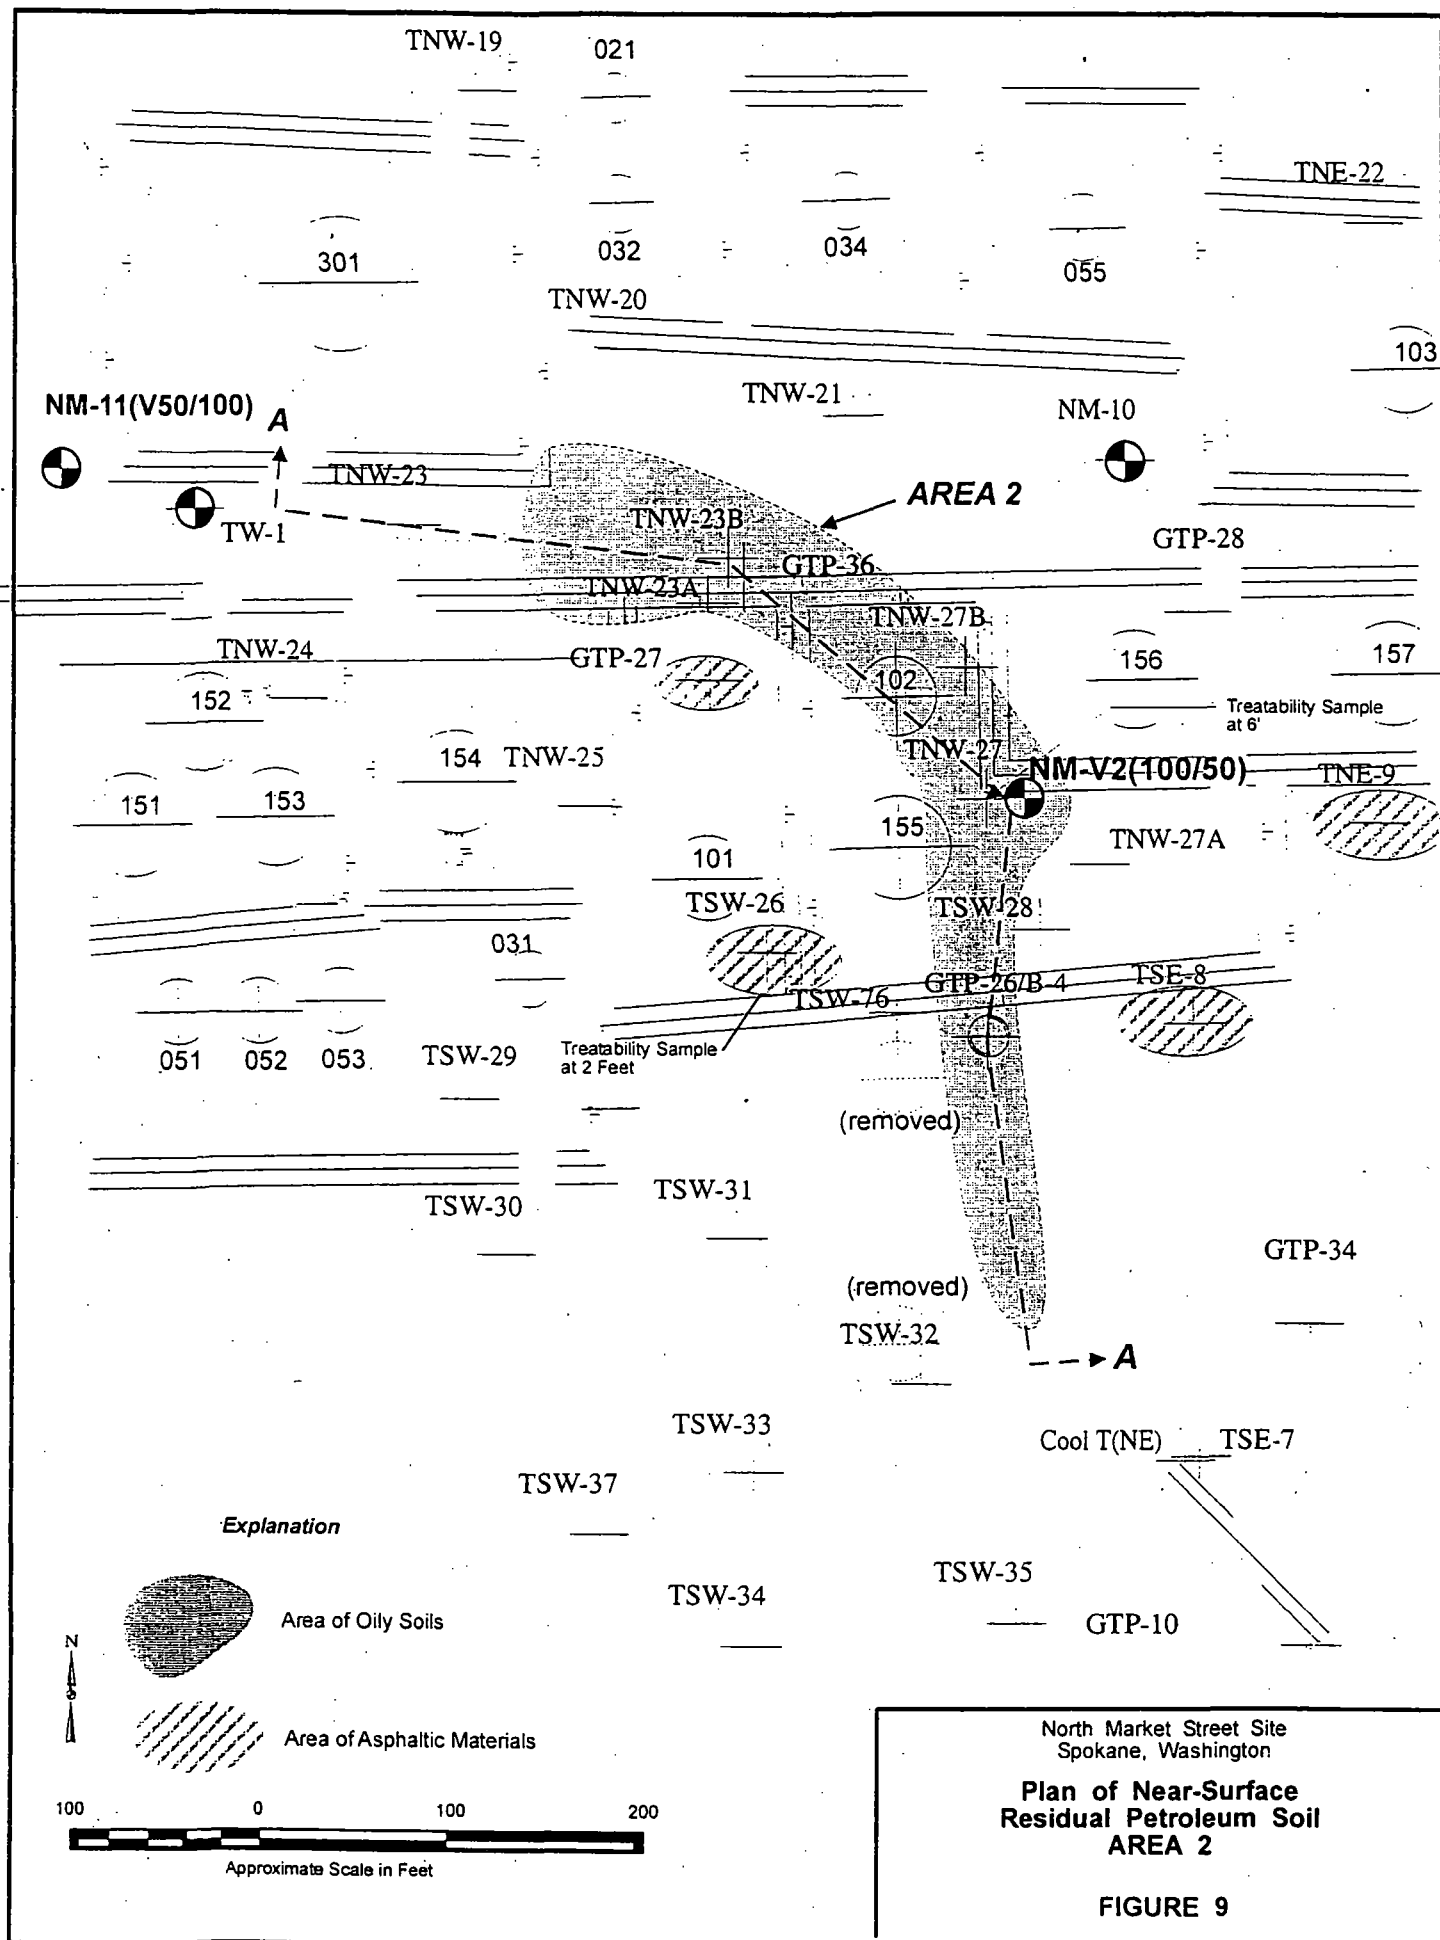 TNW-19
021
TNE-22
301
032
034
055
TNW-20
103
TNW-21
NM-11(V50/100)
A
NM-10
TNW-23
AREA 2
TNW-23B
TW-1
GTP-28
GTP-36
TNW-23A
TNW-27B
TNW-24
GTP-27
156
157
102
152
Treatability Sample
at 6'
154
TNW-25
TNW-27
NM-V2(100/50)
TNE-9
151
153
155
TNW-27A
101
TSW-26
TSW-28
031
GTP-26/B-4
TSE-8
TSW-76
051
052
053
TSW-29
Treatability Sample
at 2 Feet
(removed)
TSW-30
TSW-31
GTP-34
(removed)
TSW-32
A
TSW-33
Cool T(NE)
TSE-7
TSW-37
Explanation
TSW-35
TSW-34
GTP-10
Area of Oily Soils
N
Area of Asphaltic Materials
100
0
100
200
Approximate Scale in Feet
North Market Street Site
Spokane, Washington
Plan of Near-Surface
Residual Petroleum Soil
AREA 2
FIGURE 9